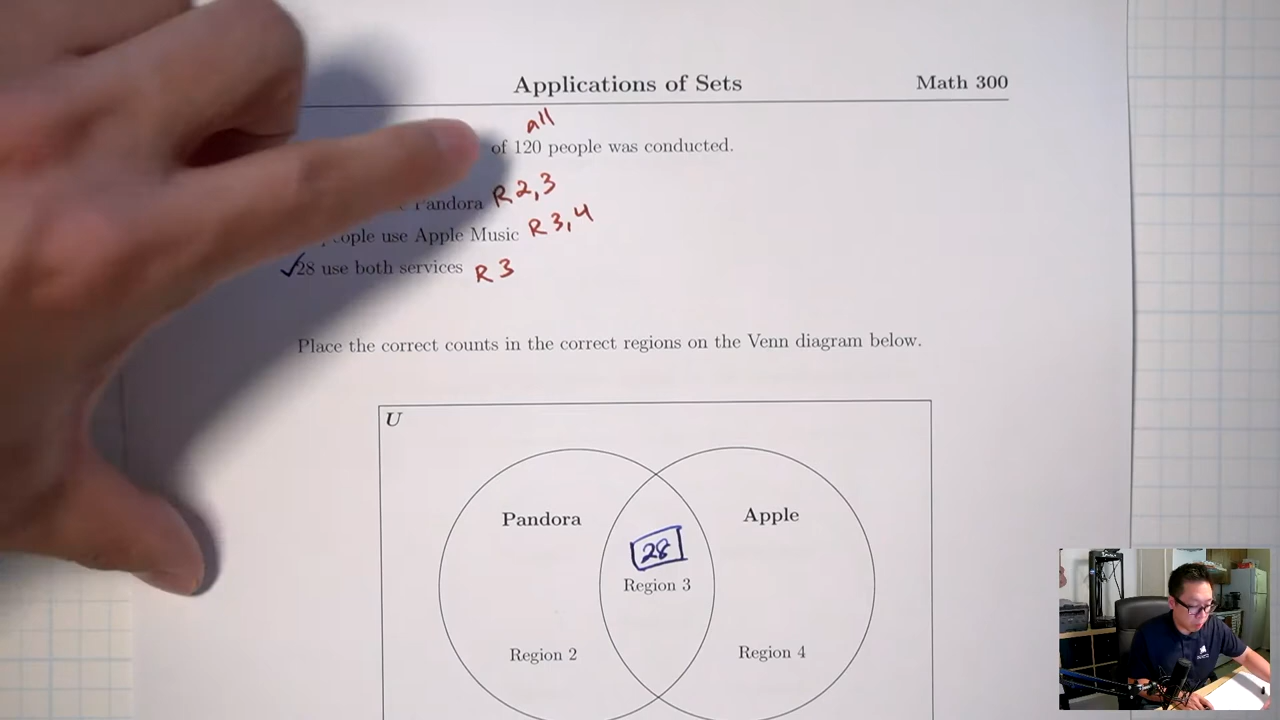 Applications of Sets Math 300
all
of 120 people was conducted.
Pandora R 2,3
use Apple Music R 3,4
✓28 use both services R 3
Place the correct counts in the correct regions on the Venn diagram below.
U
Pandora Apple
28
Region 3
Region 2 Region 4